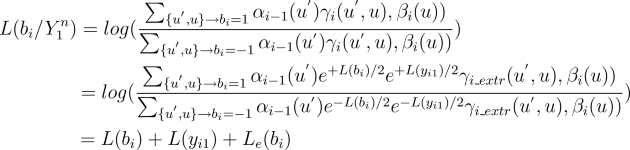 L(b_i/Y_1^n) = log(\frac{\sum_{\{u^{'},u\}\to b_i=1} \alpha_{i-1}(u^{'})\gamma_i(u^{'},u),\beta_i(u))}{\sum_{\{u^{'},u\}\to b_i=-1} \alpha_{i-1}(u^{'})\gamma_i(u^{'},u),\beta_i(u))})
= log(\frac{\sum_{\{u^{'},u\}\to b_i=1} \alpha_{i-1}(u^{'})e^{+L(b_i)/2}e^{+L(y_{i1})/2}\gamma_{i\_extr}(u^{'},u),\beta_i(u))}{\sum_{\{u^{'},u\}\to b_i=-1} \alpha_{i-1}(u^{'})e^{-L(b_i)/2}e^{-L(y_{i1})/2}\gamma_{i\_extr}(u^{'},u),\beta_i(u))})
= L(b_i) + L(y_{i1}) + L_e(b_i)